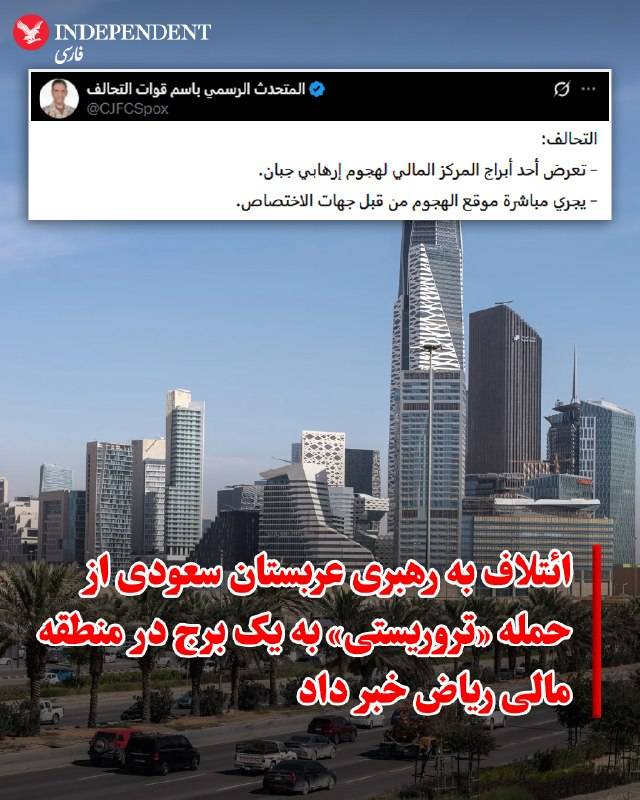 INDEPENDENT
فارسی
المتحدث الرسمي باسم قوات التحالف
@CJFCSpox
التحالف:
- تعرض أحد أبراج المركز المالي لهجوم إرهابي جبان.
- يجري مباشرة موقع الهجوم من قبل جهات الاختصاص.
ائتلاف به رهبری عربستان سعودی از
حمله «تروریستی» به یک برج در منطقه
مالی ریاض خبر داد